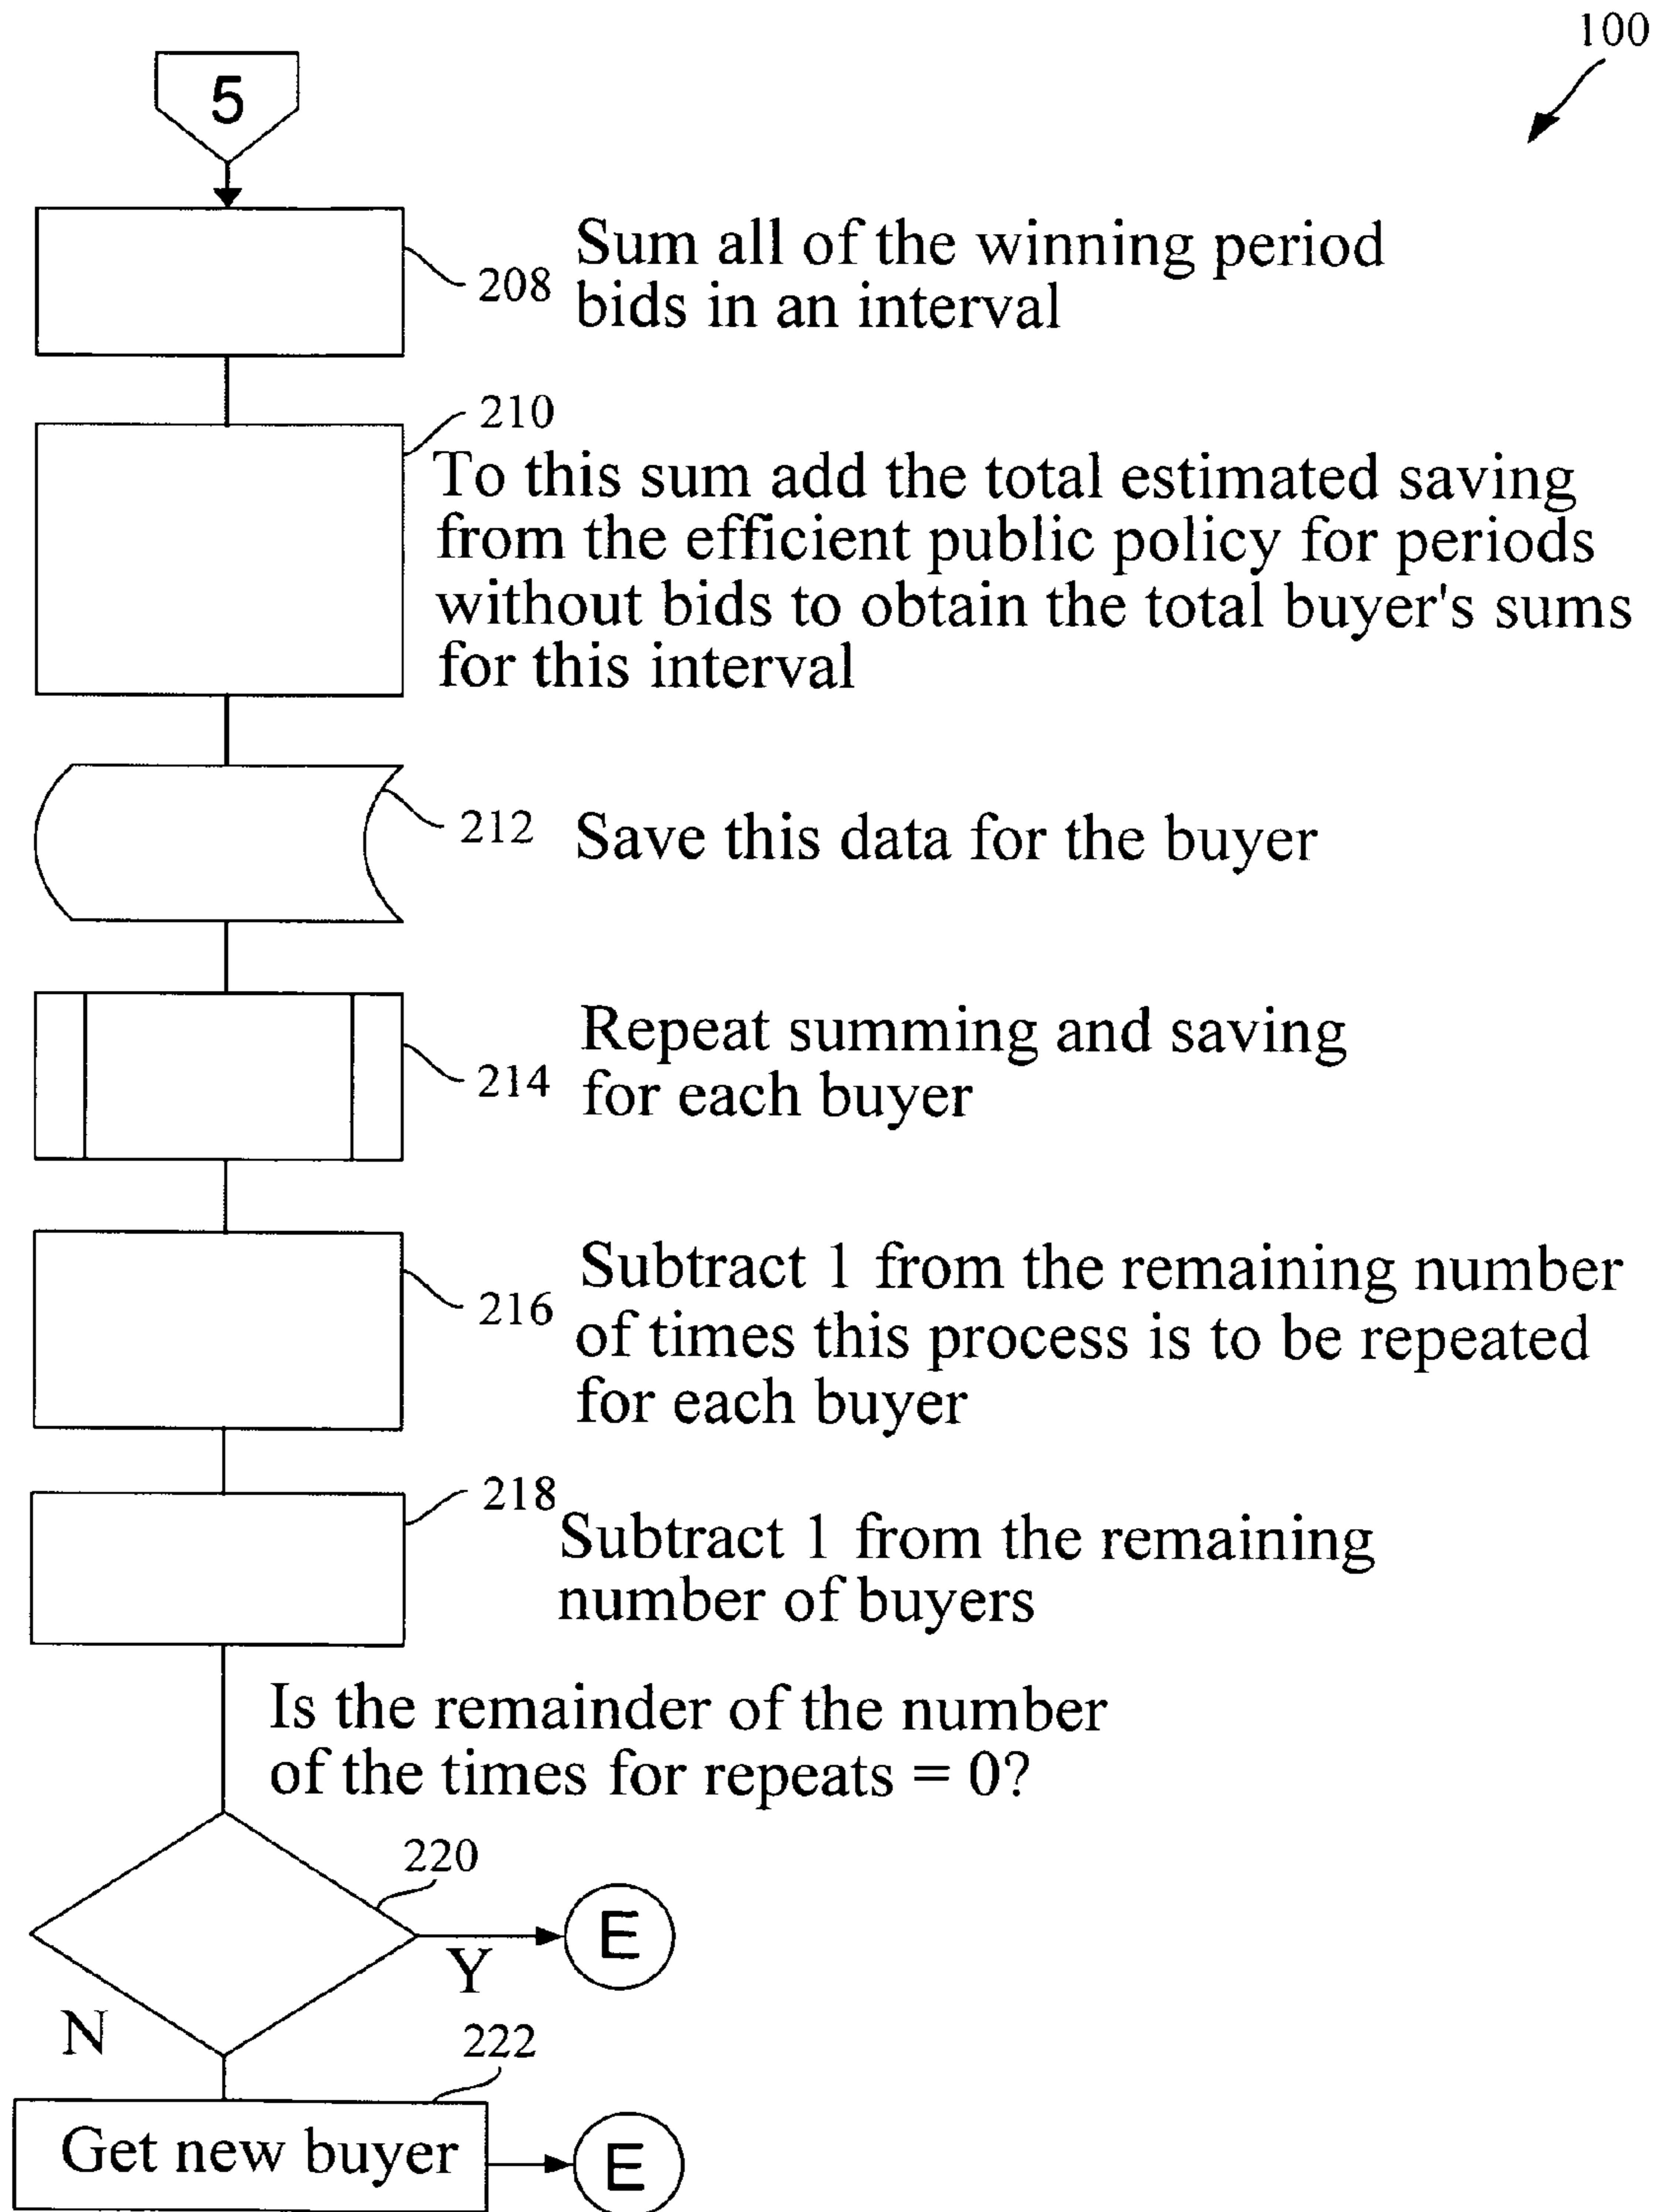 100
5
208
Sum all of the winning period
bids in an interval
210
To this sum add the total estimated saving
from the efficient public policy for periods
without bids to obtain the total buyer's sums
for this interval
212
Save this data for the buyer
Repeat summing and saving
214
for each buyer
Subtract 1 from the remaining number
216
of times this process is to be repeated
for each buyer
218
Subtract 1 from the remaining
number of buyers
Is the remainder of the number
of the times for repeats = 0?
220
E
Y
N
222
Get new buyer
E